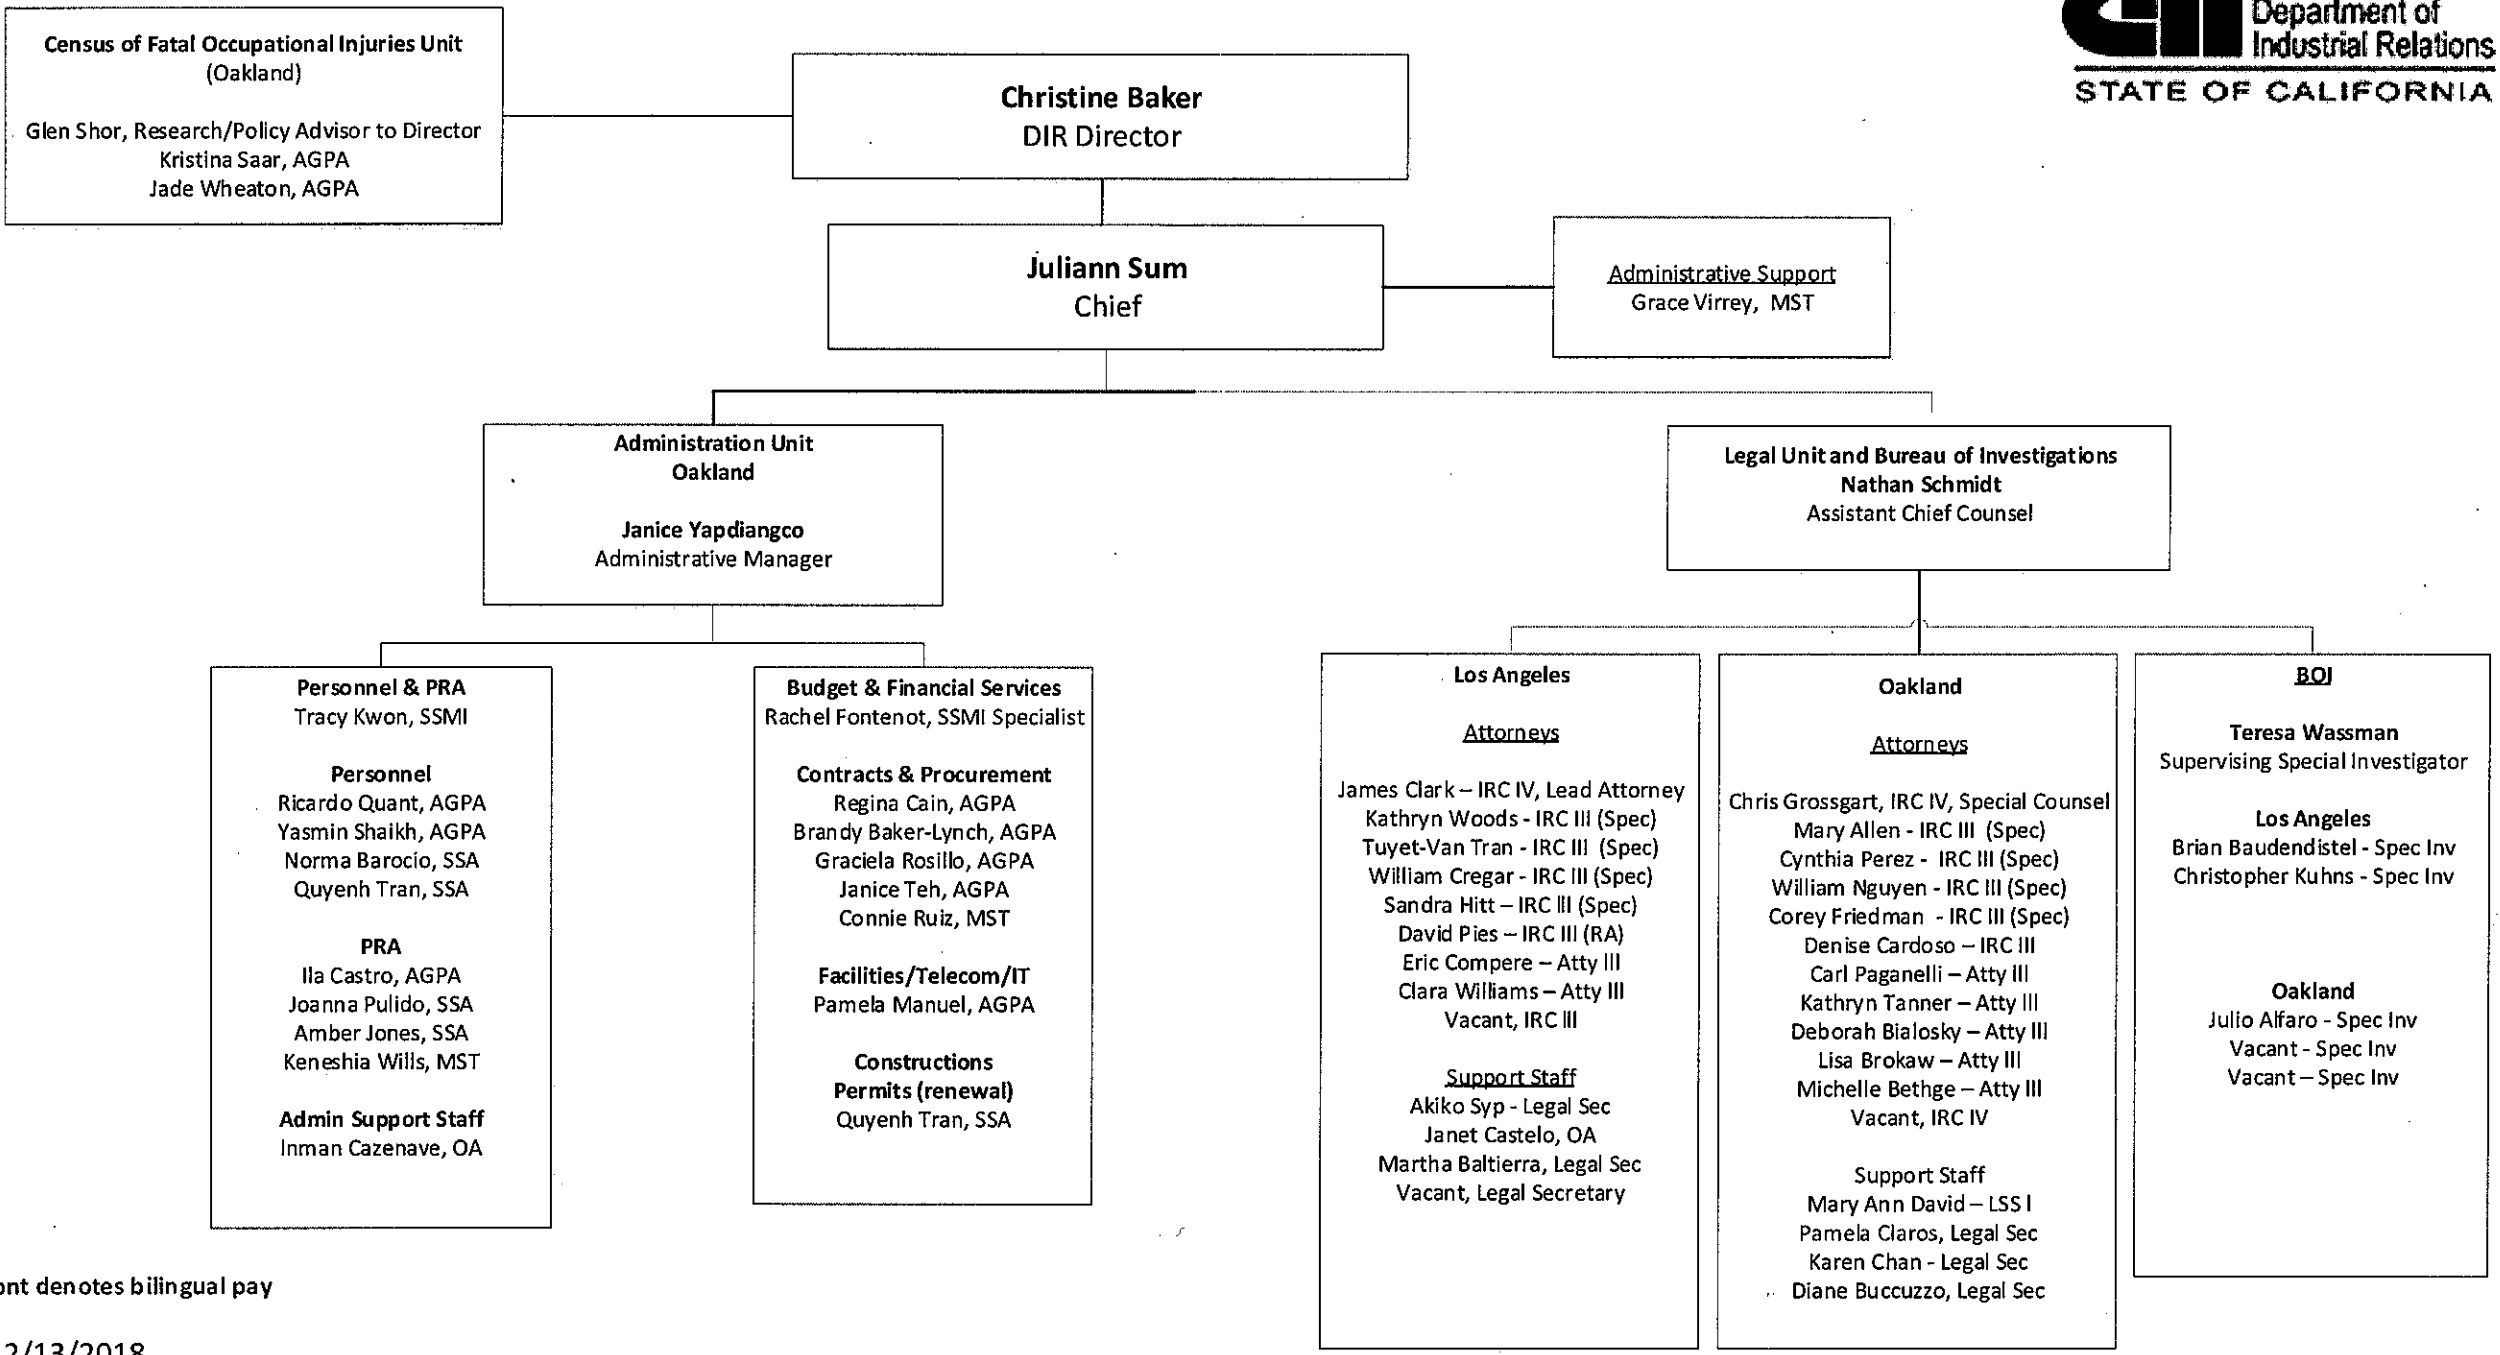 Department of
Industrial Relations
STATE OF CALIFORNIA
Census of Fatal Occupational Injuries Unit
(Oakland)
Glen Shor, Research/Policy Advisor to Director
Kristina Saar, AGPA
Jade Wheaton, AGPA
Christine Baker
DIR Director
Juliann Sum
Chief
Administrative Support
Grace Virrey, MST
Administration Unit
Oakland
Janice Yapdiangco
Administrative Manager
Legal Unit and Bureau of Investigations
Nathan Schmidt
Assistant Chief Counsel
Personnel & PRA
Tracy Kwon, SSMI
Personnel
Ricardo Quant, AGPA
Yasmin Shaikh, AGPA
Norma Barocio, SSA
Quyenh Tran, SSA
PRA
Ila Castro, AGPA
Joanna Pulido, SSA
Amber Jones, SSA
Keneshia Wills, MST
Admin Support Staff
Inman Cazenave, OA
Budget & Financial Services
Rachel Fontenot, SSMI Specialist
Contracts & Procurement
Regina Cain, AGPA
Brandy Baker-Lynch, AGPA
Graciela Rosillo, AGPA
Janice Teh, AGPA
Connie Ruiz, MST
Facilities/Telecom/IT
Pamela Manuel, AGPA
Constructions
Permits (renewal)
Quyenh Tran, SSA
Los Angeles
Attorneys
James Clark – IRC IV, Lead Attorney
Kathryn Woods - IRC III (Spec)
Tuyet-Van Tran - IRC III (Spec)
William Cregar - IRC III (Spec)
Sandra Hitt – IRC III (Spec)
David Pies – IRC III (RA)
Eric Compere – Atty III
Clara Williams – Atty III
Vacant, IRC III
Support Staff
Akiko Syp - Legal Sec
Janet Castelo, OA
Martha Baltierra, Legal Sec
Vacant, Legal Secretary
Oakland
Attorneys
Chris Grossgart, IRC IV, Special Counsel
Mary Allen - IRC III (Spec)
Cynthia Perez - IRC III (Spec)
William Nguyen - IRC III (Spec)
Corey Friedman - IRC III (Spec)
Denise Cardoso – IRC III
Carl Paganelli – Atty III
Kathryn Tanner – Atty III
Deborah Bialosky – Atty III
Lisa Brokaw – Atty III
Michelle Bethge – Atty III
Vacant, IRC IV
Support Staff
Mary Ann David – LSS I
Pamela Claros, Legal Sec
Karen Chan - Legal Sec
Diane Buccuzzo, Legal Sec
BOI
Teresa Wassman
Supervising Special Investigator
Los Angeles
Brian Baudendistel - Spec Inv
Christopher Kuhns - Spec Inv
Oakland
Julio Alfaro - Spec Inv
Vacant - Spec Inv
Vacant – Spec Inv
denotes bilingual pay
2/13/2018